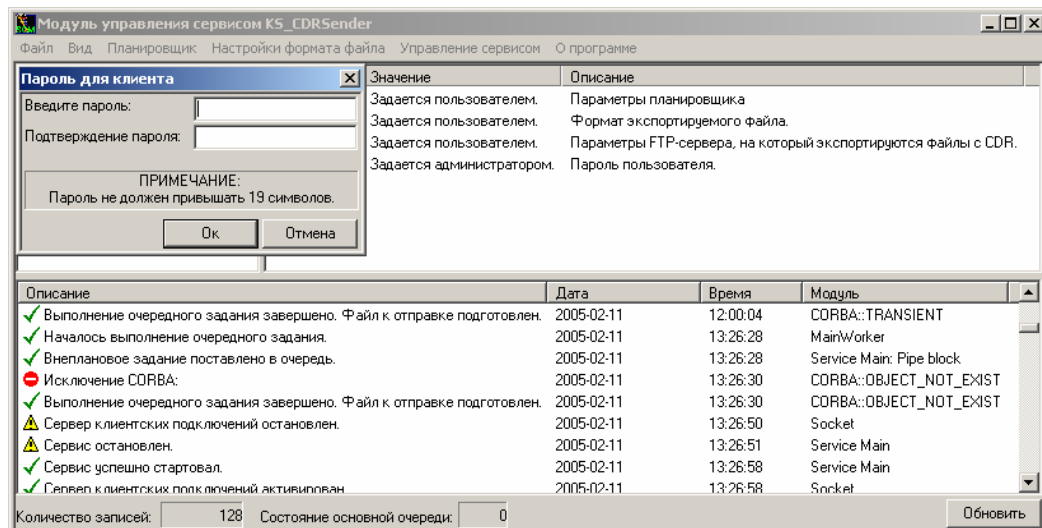 Модуль управления сервисом KS_CDRSender
Файл Вид Планировщик Настройки формата файла Управление сервисом О программе
Пароль для клиента
Введите пароль:
Подтверждение пароля:
ПРИМЕЧАНИЕ:
Пароль не должен привышать 19 символов.
Ок Отмена
Значение Описание
Задается пользователем. Параметры планировщика
Задается пользователем. Формат экспортируемого файла.
Задается пользователем. Параметры FTP-сервера, на который экспортируются файлы с CDR.
Задается администратором. Пароль пользователя.
Описание Дата Время Модуль
Выполнение очередного задания завершено. Файл к отправке подготовлен. 2005-02-11 12:00:04 CORBA::TRANSIENT
Началось выполнение очередного задания. 2005-02-11 13:26:28 MainWorker
Внеплановое задание поставлено в очередь. 2005-02-11 13:26:28 Service Main: Pipe block
Исключение CORBA: 2005-02-11 13:26:30 CORBA::OBJECT_NOT_EXIST
Выполнение очередного задания завершено. Файл к отправке подготовлен. 2005-02-11 13:26:30 CORBA::OBJECT_NOT_EXIST
Сервер клиентских подключений остановлен. 2005-02-11 13:26:50 Socket
Сервис остановлен. 2005-02-11 13:26:51 Service Main
Сервис успешно стартовал. 2005-02-11 13:26:58 Service Main
Сервер клиентских подключений активирован 2005-02-11 13:26:58 Socket
Количество записей: 128 Состояние основной очереди: 0 Обновить